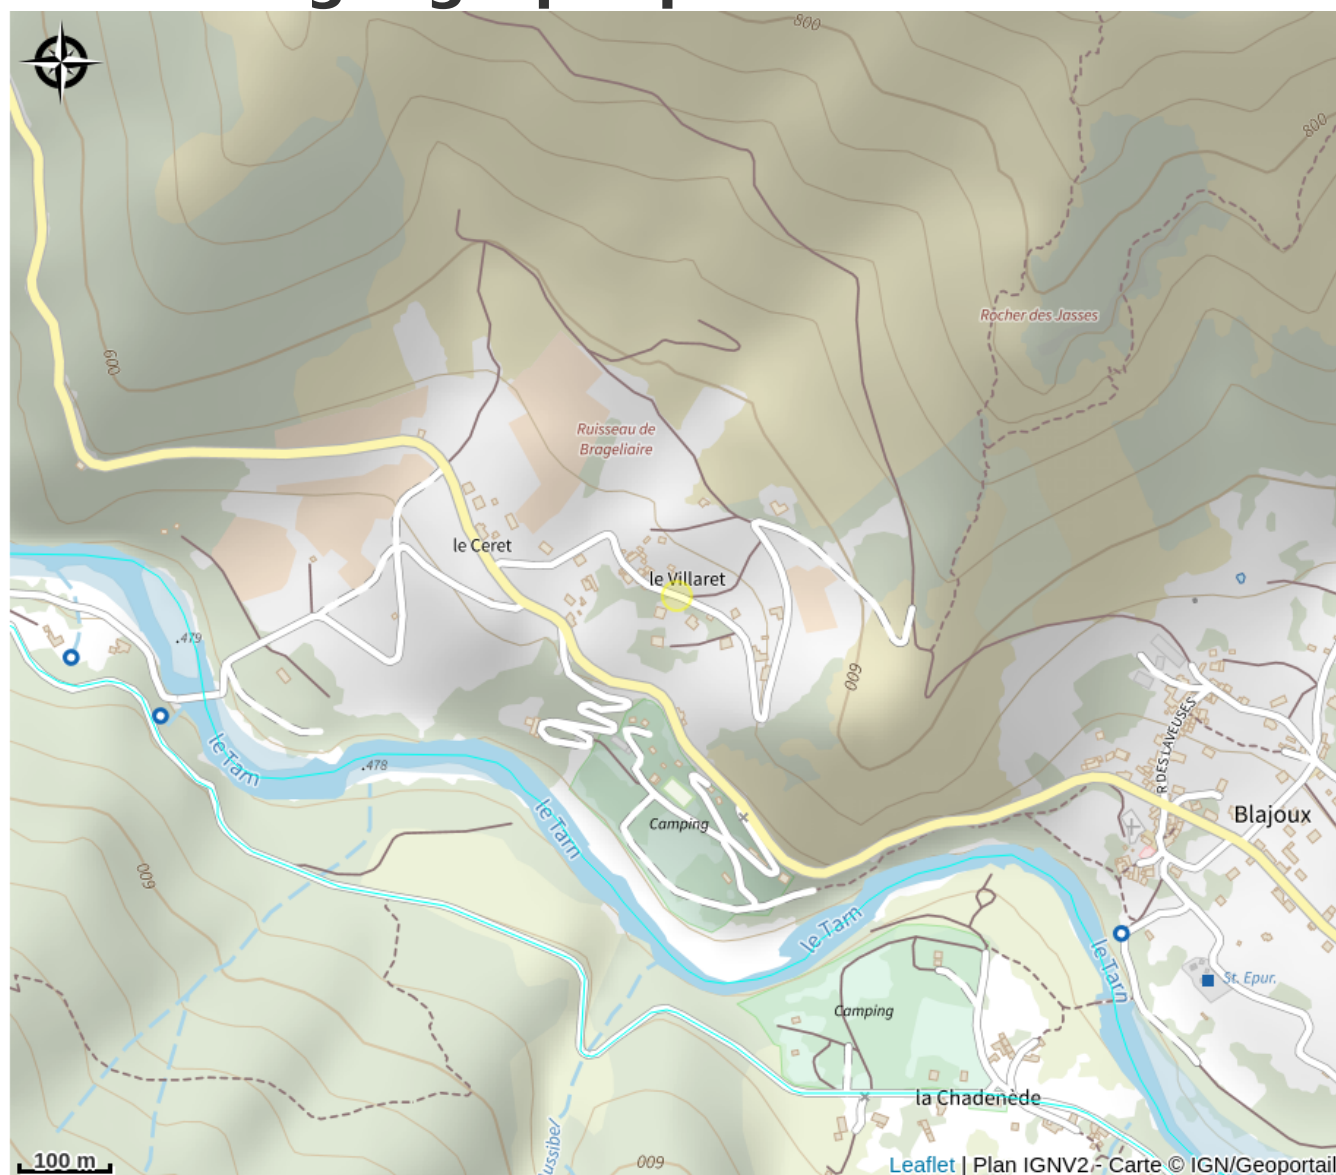 800
800
Rocher des Jasses
600
Ruisseau de
Brageliaire
le Ceret
le Villaret
.479
600
R DES LAVEUSES
le Tarn
.478
le Tarn
Camping
Blajoux
600
le Tarn
le Tarn
St. Epur.
Camping
la Chadenède
ussibe/
600
100 m
Leaflet | Plan IGNV2 - Carte © IGN/Geoportail